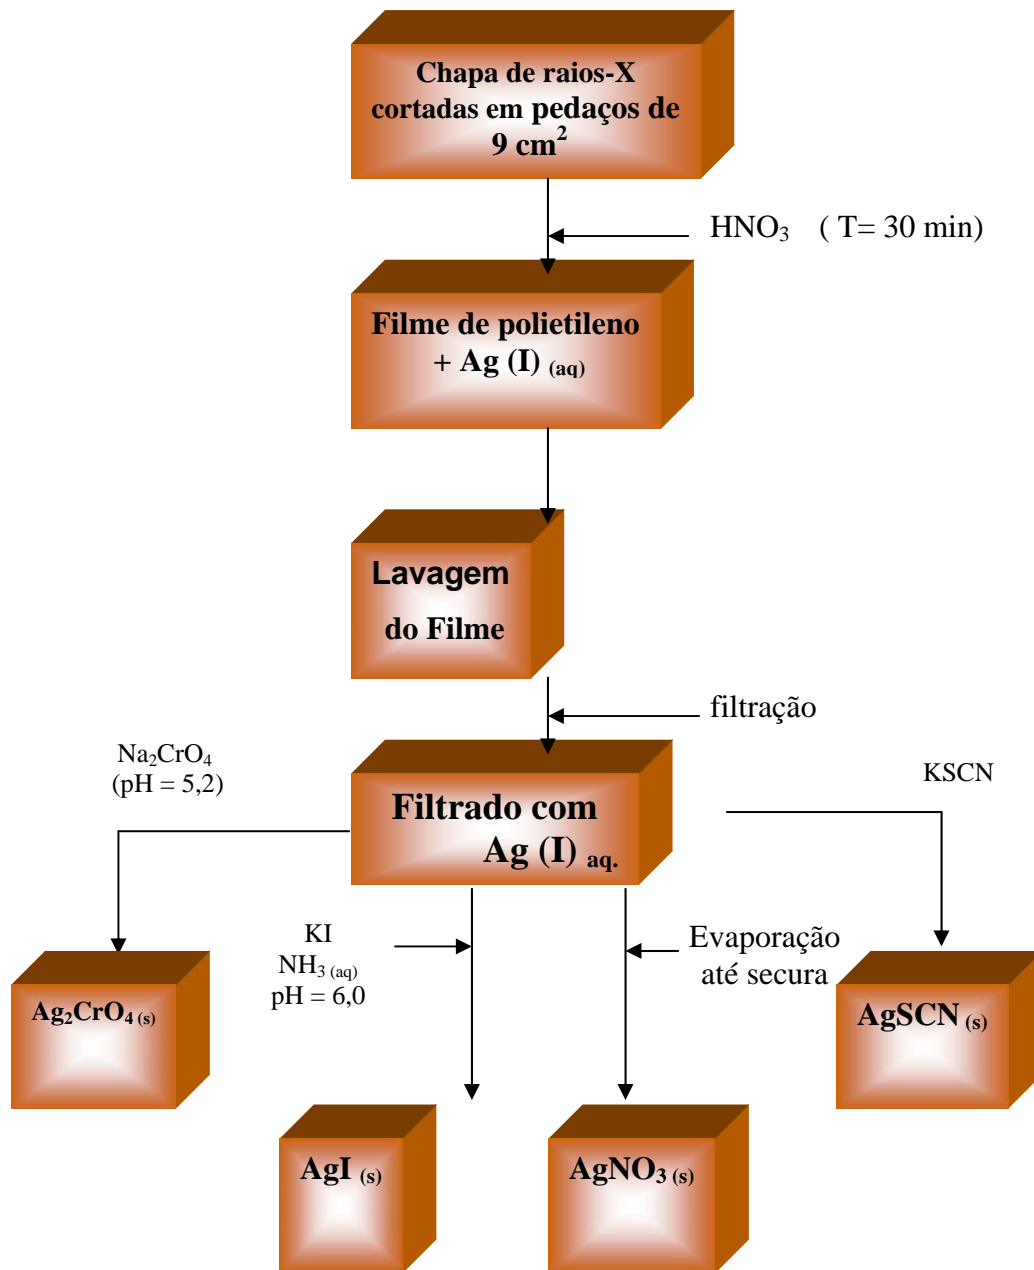 Chapa de raios-X
cortadas em pedaços de
9 cm²
HNO₃ ( T= 30 min)
Filme de polietileno
+ Ag (I) (aq)
Lavagem
do Filme
filtração
Na₂CrO₄
(pH = 5,2)
KSCN
Filtrado com
Ag (I) aq.
KI
NH₃ (aq)
pH = 6,0
Evaporação
até secura
Ag₂CrO₄ (s)
AgSCN (s)
AgI (s)
AgNO₃ (s)